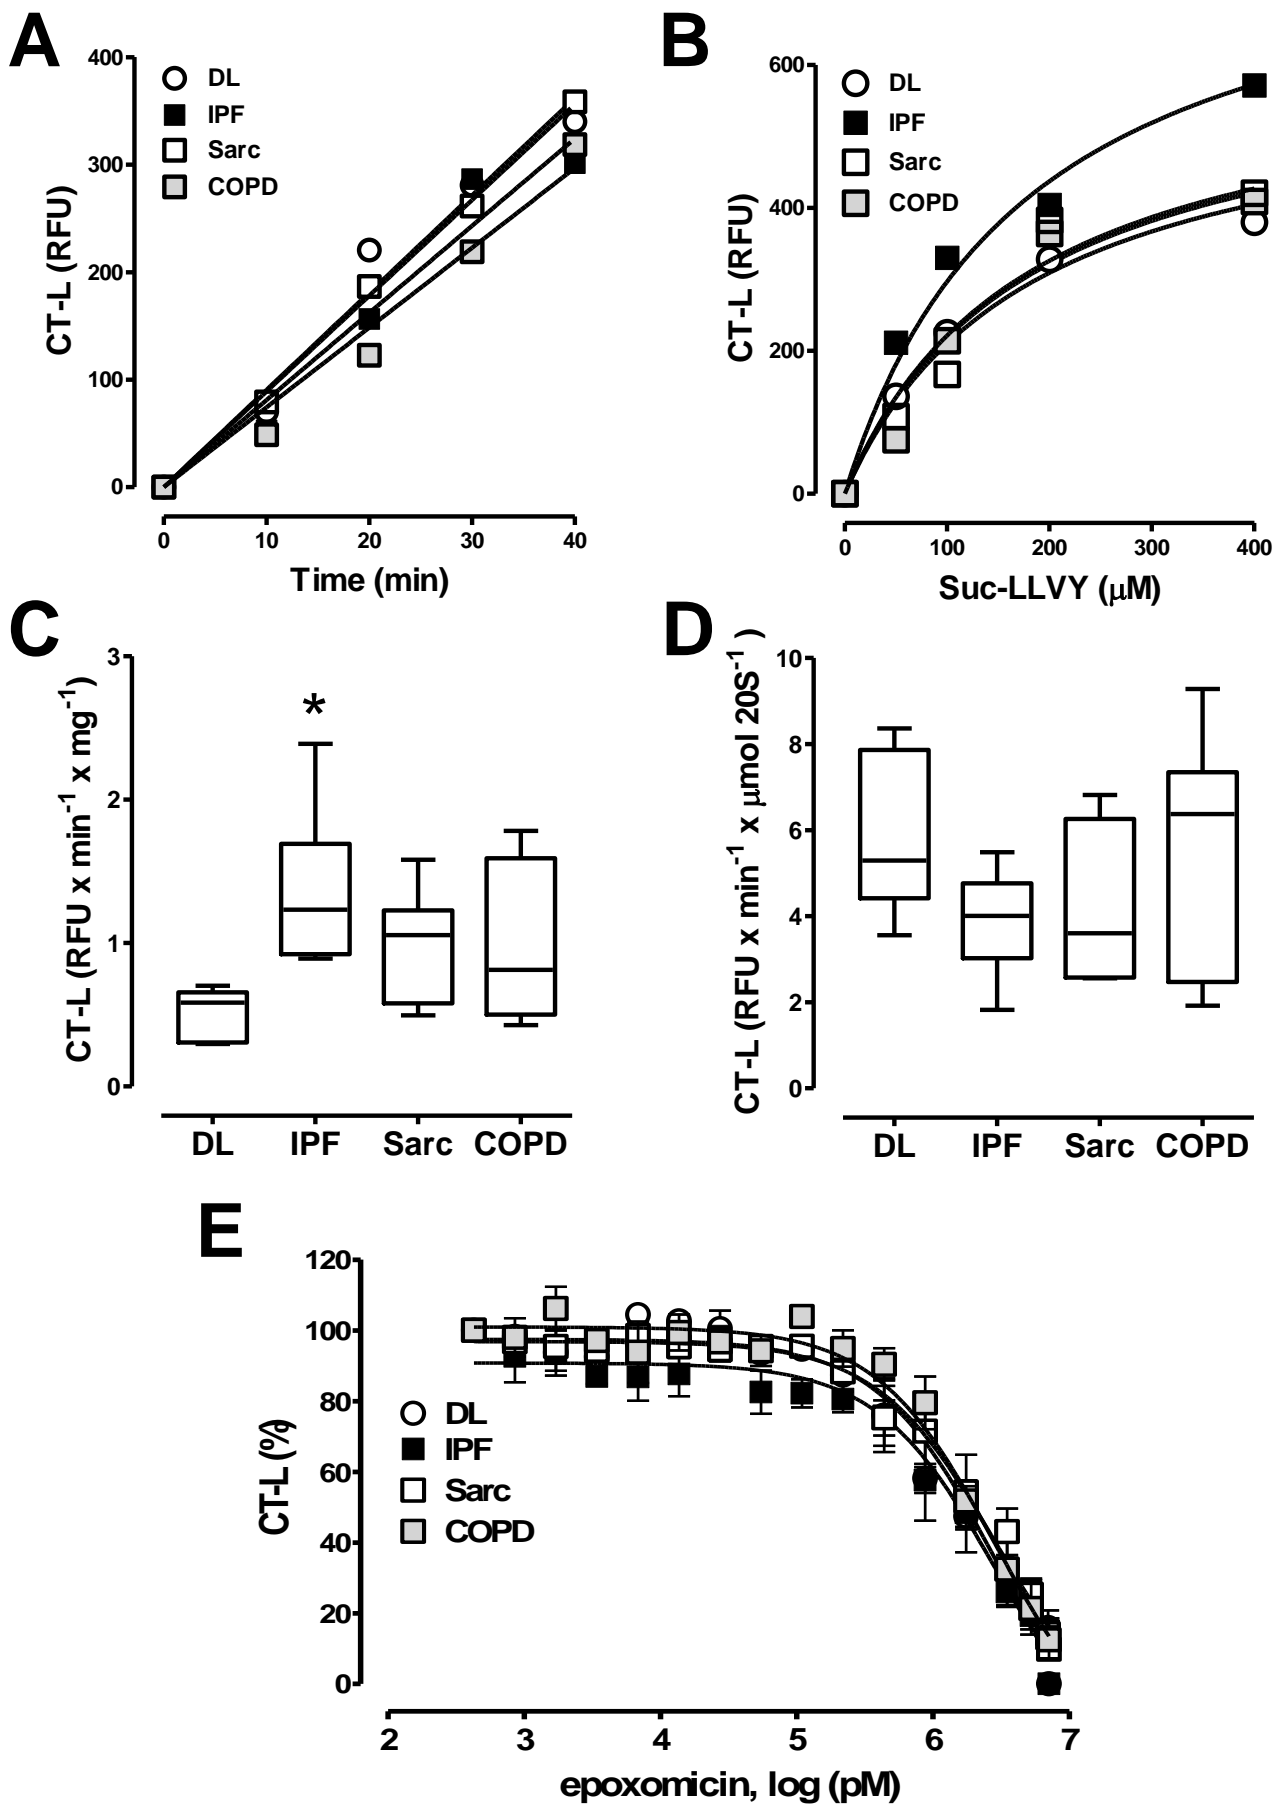 A
CT-L (RFU)
400
300
200
100
0
DL
IPF
Sarc
COPD
0 10 20 30 40
Time (min)
B
CT-L (RFU)
600
400
200
0
DL
IPF
Sarc
COPD
0 100 200 300 400
Suc-LLVY (μM)
C
CT-L (RFU x min⁻¹ x mg⁻¹)
3
2
1
0
*
DL IPF Sarc COPD
D
CT-L (RFU x min⁻¹ x μmol 20S⁻¹ )
10
8
6
4
2
0
DL IPF Sarc COPD
E
CT-L (%)
120
100
80
60
40
20
0
DL
IPF
Sarc
COPD
2 3 4 5 6 7
epoxomicin, log (pM)